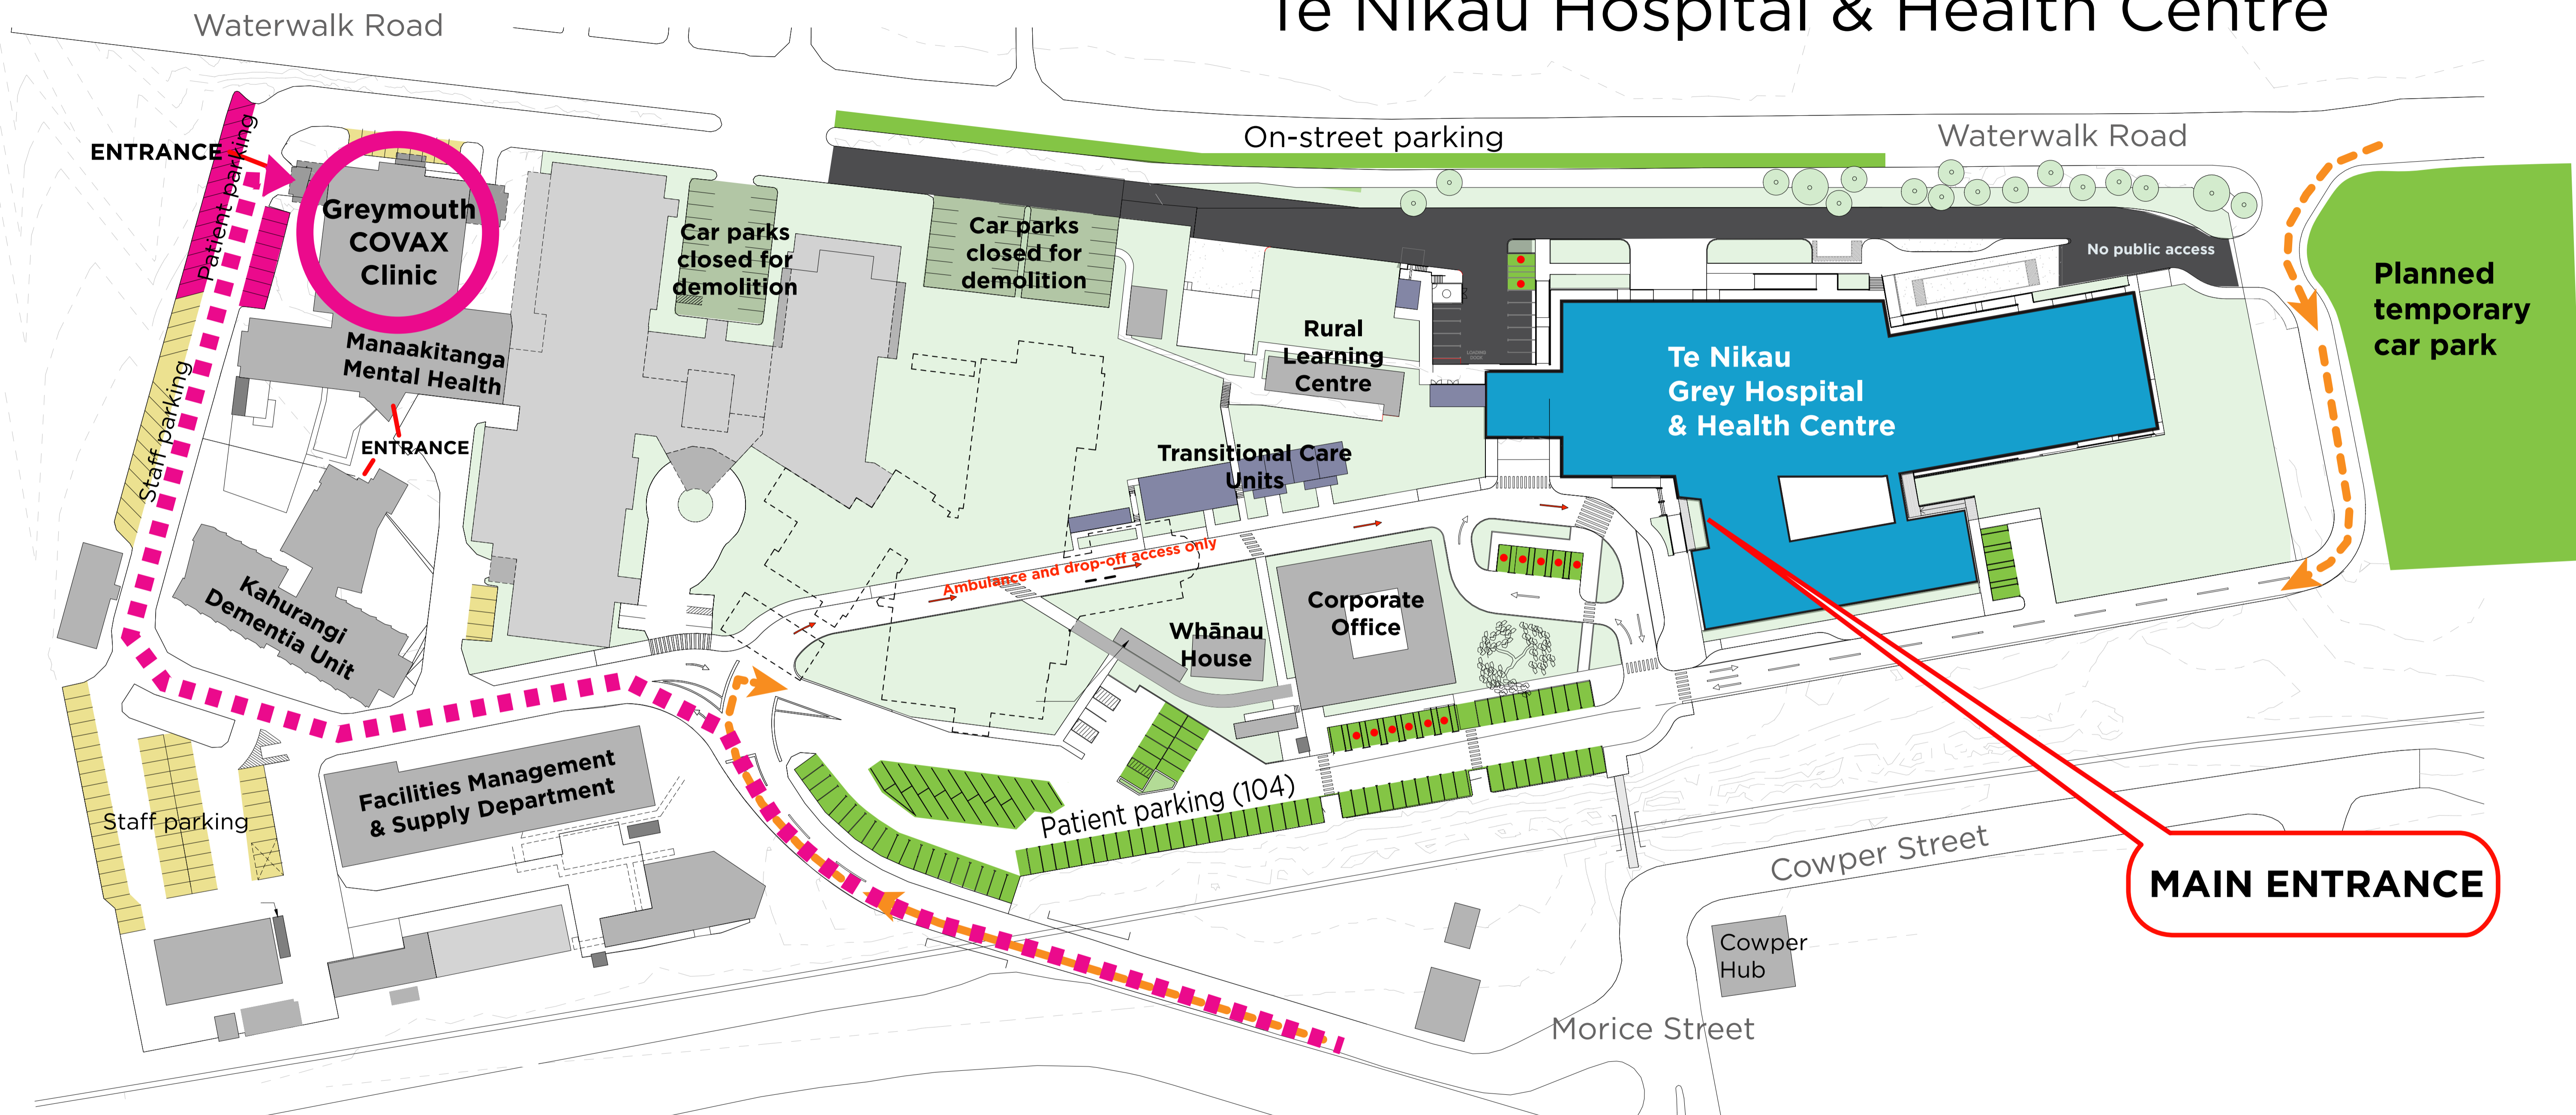 Te Nikau Hospital & Health Centre
Waterwalk Road
On-street parking
Waterwalk Road
ENTRANCE
Patient parking
Greymouth
COVAX
Clinic
Car parks
closed for
demolition
Car parks
closed for
demolition
No public access
Planned
temporary
car park
Manaakitanga
Mental Health
Rural
Learning
Centre
LOADING
DOCK
Te Nikau
Grey Hospital
& Health Centre
Staff parking
ENTRANCE
Transitional Care
Units
Ambulance and drop-off access only
Kahurangi
Dementia Unit
Whānau
House
Corporate
Office
Facilities Management
& Supply Department
Staff parking
Patient parking (104)
Cowper Street
MAIN ENTRANCE
Cowper
Hub
Morice Street